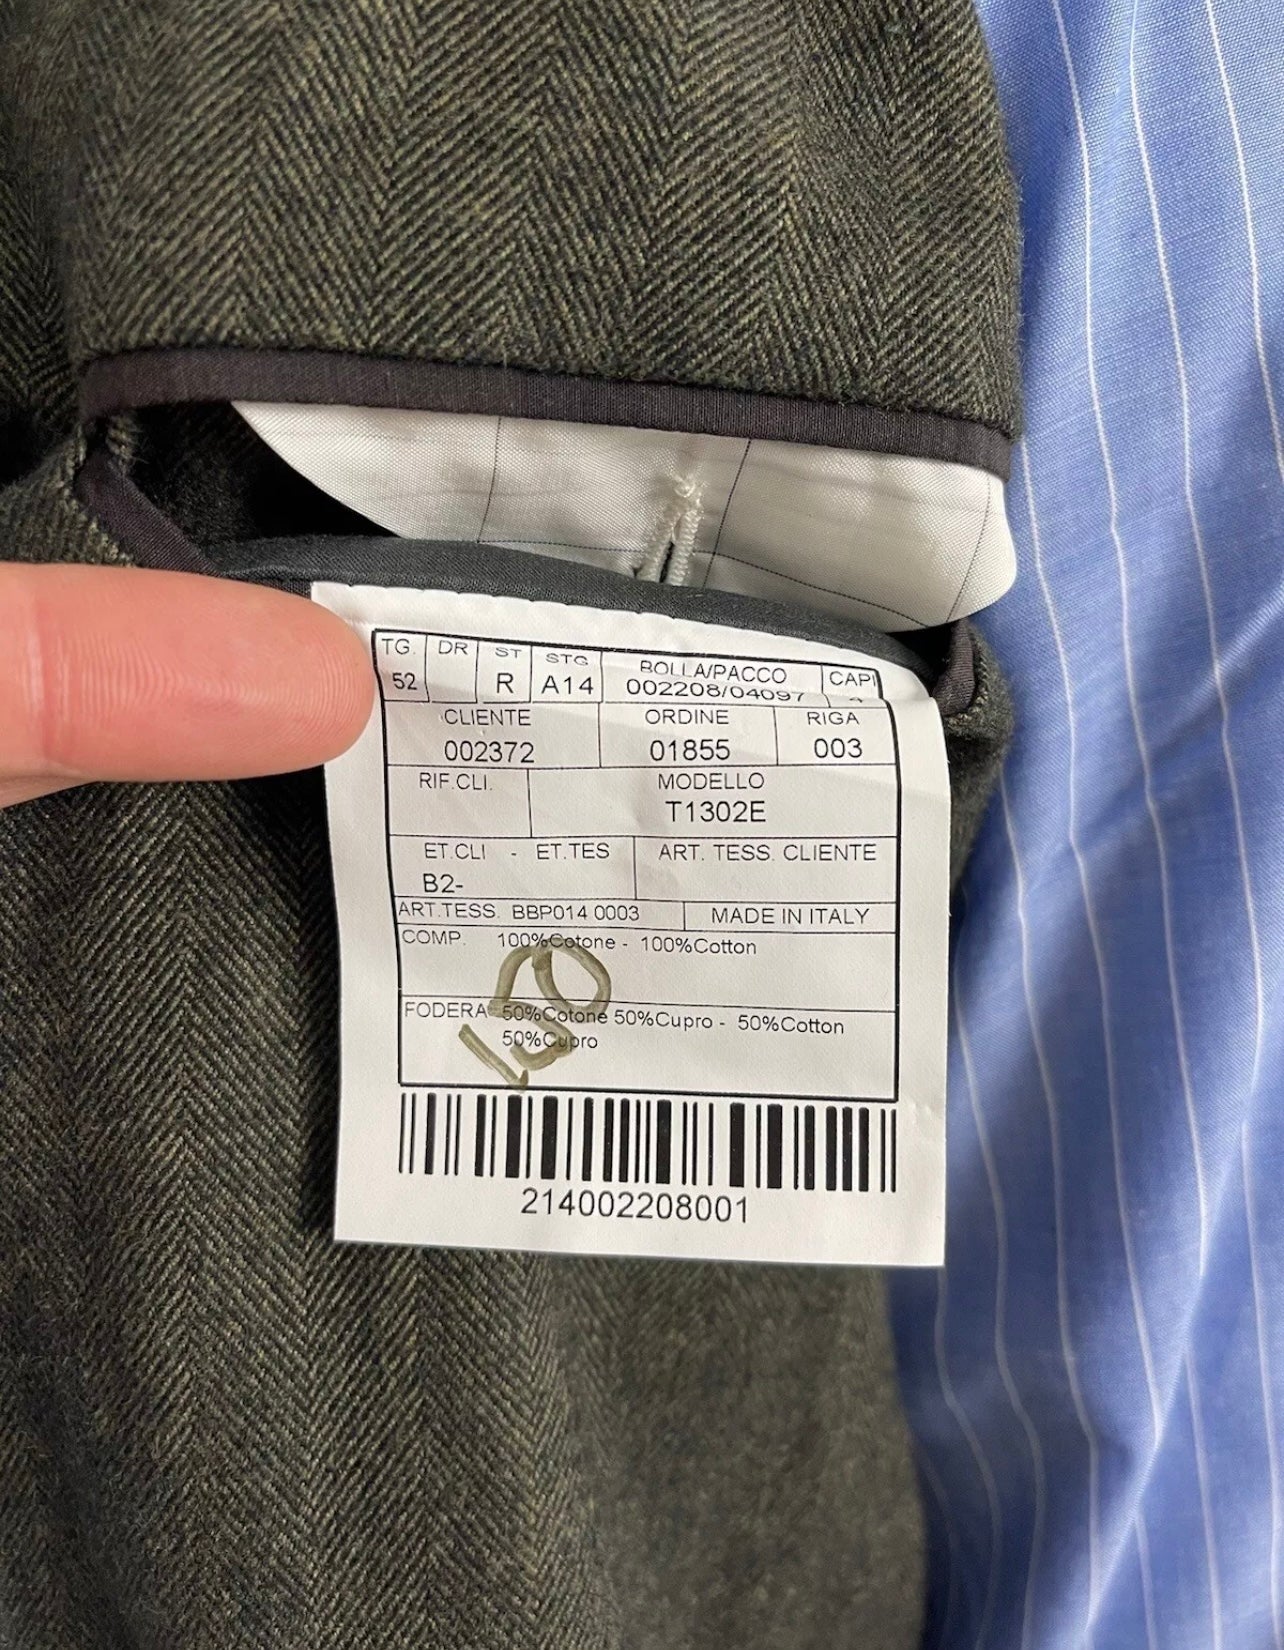 TG. DR ST STG BOLLA/PACCO CAPI
52 R A14 002208/04097
CLIENTE ORDINE RIGA
002372 01855 003
RIF.CLI. MODELLO
T1302E
ET.CLI - ET.TES ART. TESS. CLIENTE
B2-
ART.TESS. BBP014 0003 MADE IN ITALY
COMP. 100%Cotone - 100%Cotton
FODERA 50%Cotone 50%Cupro - 50%Cotton
50%Cupro
150
214002208001